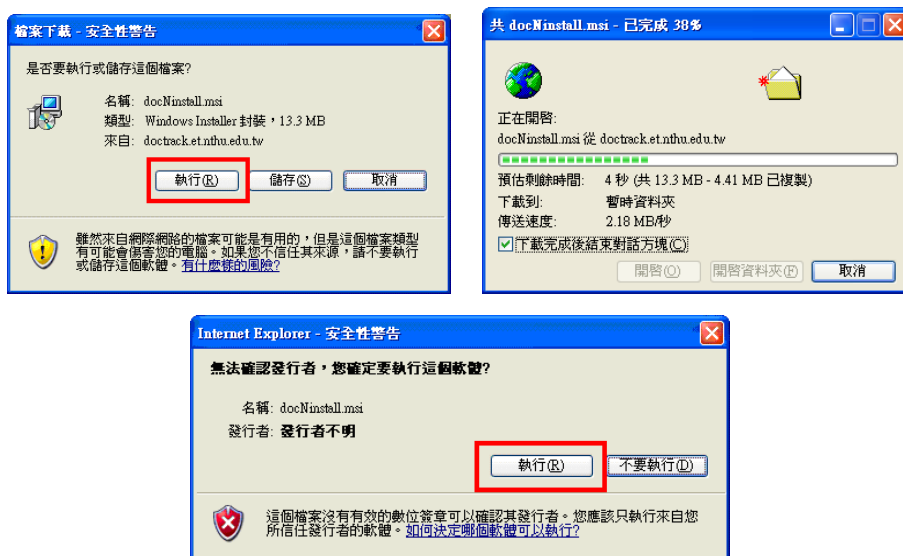 檔案下載 - 安全性警告
是否要執行或儲存這個檔案?
名稱: docNinstall.msi
類型: Windows Installer 封裝，13.3 MB
來自: doctrack.et.nthu.edu.tw
執行(R) 儲存(S) 取消
雖然來自網際網路的檔案可能是有用的，但是這個檔案類型
有可能會傷害您的電腦。如果您不信任其來源，請不要執行
或儲存這個軟體。有什麼樣的風險?
共 docNinstall.msi - 已完成 38%
正在開啓:
docNinstall.msi 從 doctrack.et.nthu.edu.tw
預估剩餘時間: 4 秒 (共 13.3 MB - 4.41 MB 已複製)
下載到: 暫時資料夾
傳送速度: 2.18 MB/秒
下載完成後結束對話方塊(C)
開啓(O) 開啓資料夾(F) 取消
Internet Explorer - 安全性警告
無法確認發行者，您確定要執行這個軟體?
名稱: docNinstall.msi
發行者: 發行者不明
執行(R) 不要執行(D)
這個檔案沒有有效的數位簽章可以確認其發行者。您應該只執行來自您
所信任發行者的軟體。如何決定哪個軟體可以執行?